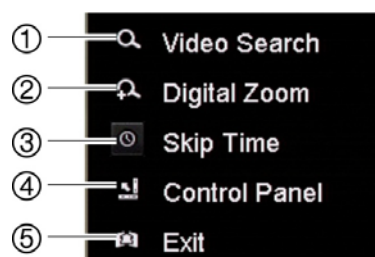 ① Video Search
② Digital Zoom
③ Skip Time
④ Control Panel
⑤ Exit